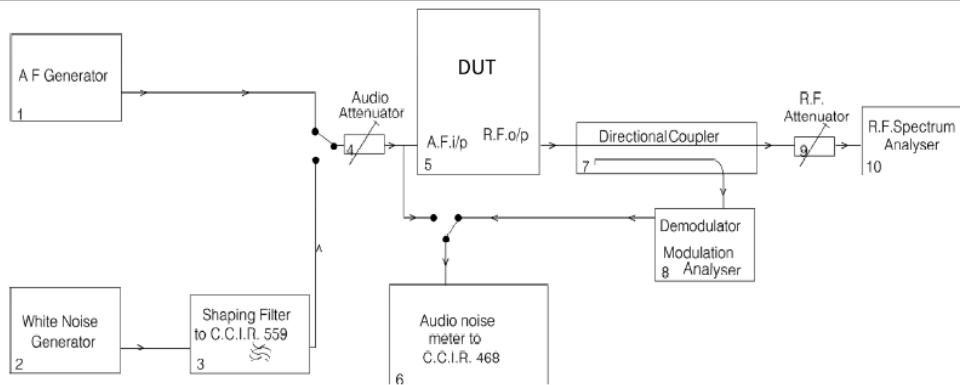 A F Generator
1
Audio
Attenuator
4
DUT
A.F.i/p
R.F.o/p
5
Directional Coupler
7
R.F.
Attenuator
9
R.F.Spectrum
Analyser
10
Demodulator
Modulation
8 Analyser
White Noise
Generator
2
Shaping Filter
to C.C.I.R. 559
3
Audio noise
meter to
C.C.I.R. 468
6